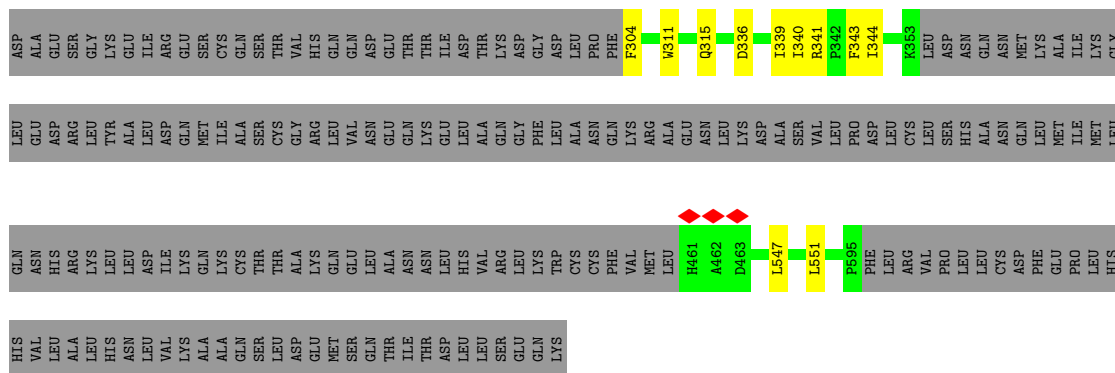 ASP ALA GLU SER GLY LYS GLU ILE ARG GLU SER CYS GLN SER THR VAL HIS GLN GLN ASP GLU THR THR ILE ASP THR LYS ASP GLY ASP LEU PRO PHE F304 W311 Q315 D336 I339 I340 R341 P342 F343 I344 K353 LEU ASP ASN GLN ASN MET LYS ALA ILE LYS GLY
LEU GLU ASP ARG LEU TYR ALA LEU ASP GLN MET ILE ALA SER CYS GLY ARG LEU VAL ASN GLU GLN LYS GLU LEU ALA GLN GLY PHE LEU ALA ASN GLN LYS ARG ALA GLU ASN LEU LYS ASP ALA SER VAL LEU PRO ASP LEU CYS LEU SER HIS ALA ASN GLN LEU MET ILE MET LEU
GLN ASN HIS ARG LYS LEU LEU ASP ILE LYS GLN LYS CYS THR THR ALA LYS GLN GLU LEU ALA ASN ASN LEU HIS VAL ARG LEU LYS TRP CYS CYS PHE VAL MET LEU H461 A462 D463 L547 L551 P595 PHE LEU ARG VAL PRO LEU LEU CYS ASP PHE GLU PRO LEU HIS
HIS VAL LEU ALA LEU HIS ASN LEU VAL LYS ALA ALA GLN SER LEU ASP GLU MET SER GLN THR ILE THR ASP LEU LEU SER GLU GLN LYS